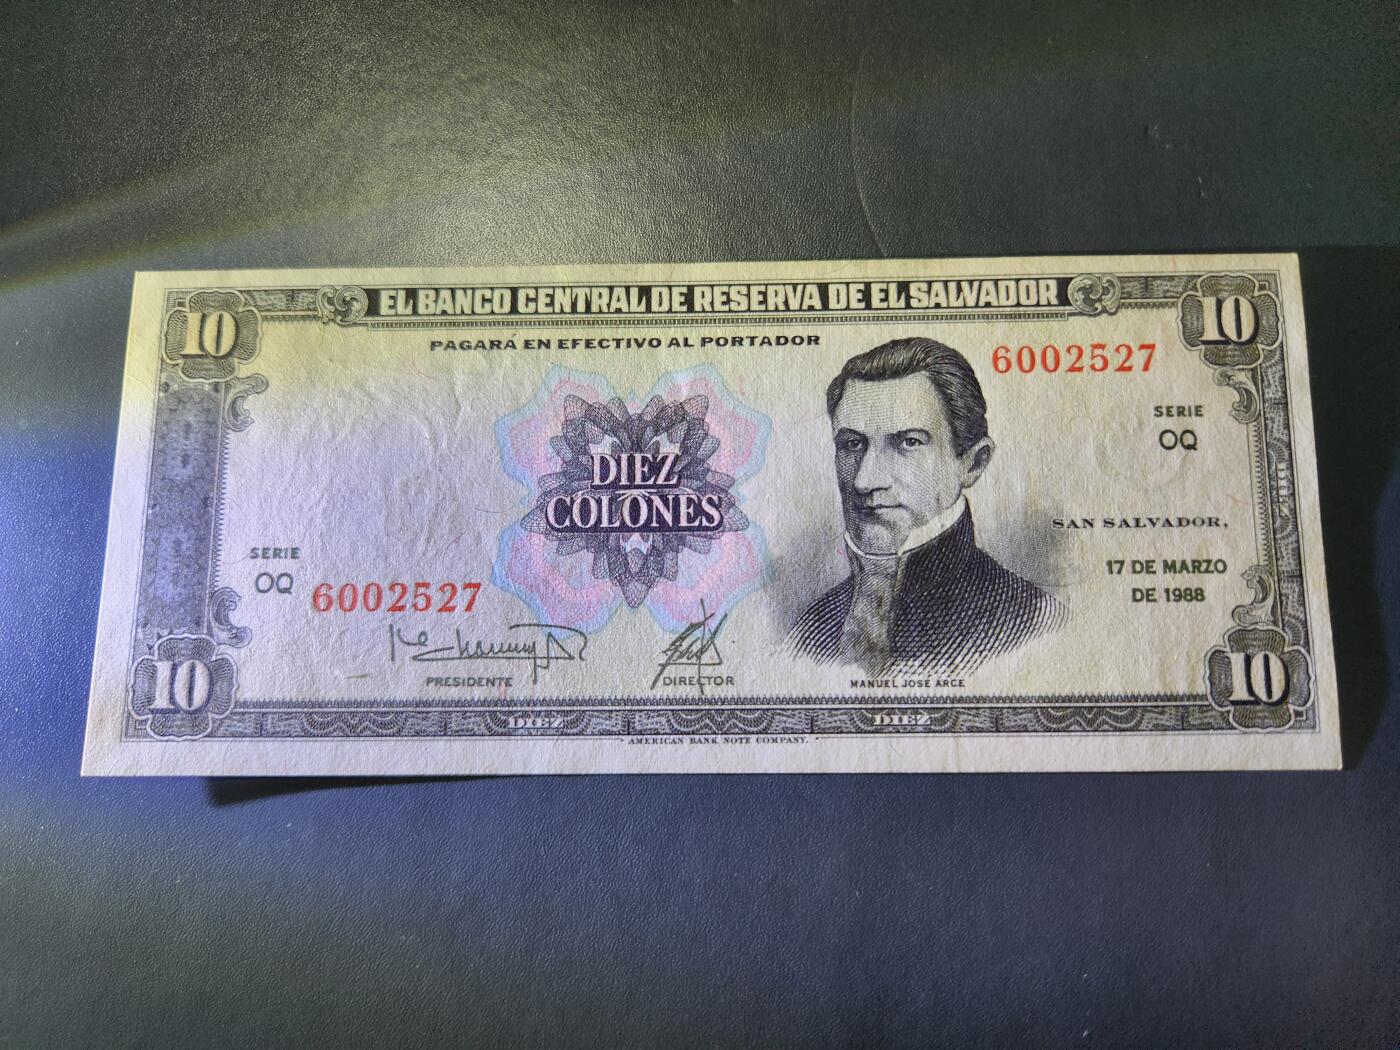 10
EL BANCO CENTRAL DE RESERVA DE EL SALVADOR
10
PAGARÁ EN EFECTIVO AL PORTADOR
6002527
SERIE
OQ
DIEZ
COLONES
SAN SALVADOR,
17 DE MARZO
DE 1988
SERIE
OQ
6002527
PRESIDENTE
DIRECTOR
MANUEL JOSE ARCE
10
DIEZ
DIEZ
10
AMERICAN BANK NOTE COMPANY.